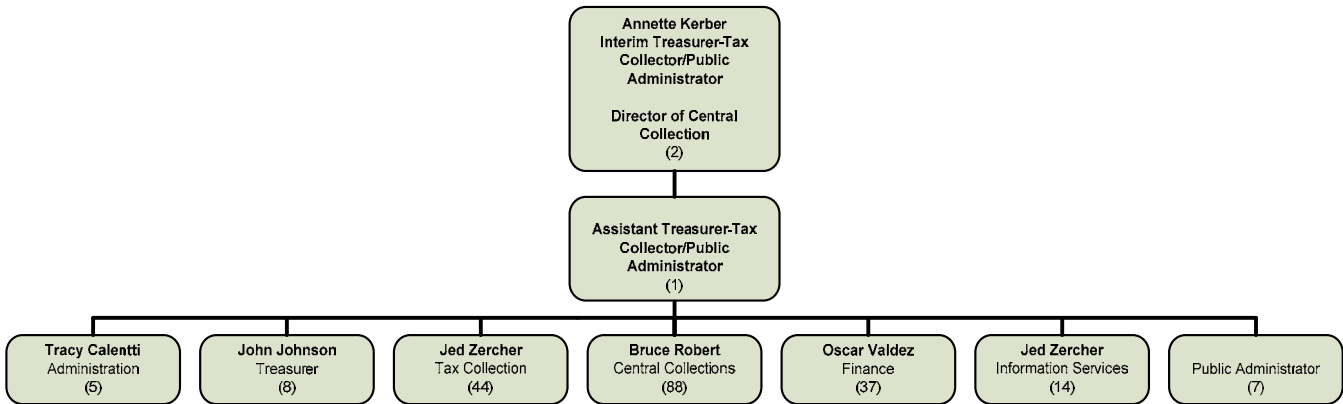 Annette Kerber
Interim Treasurer-Tax
Collector/Public
Administrator
Director of Central
Collection
(2)
Assistant Treasurer-Tax
Collector/Public
Administrator
(1)
Tracy Calentti
Administration
(5)
John Johnson
Treasurer
(8)
Jed Zercher
Tax Collection
(44)
Bruce Robert
Central Collections
(88)
Oscar Valdez
Finance
(37)
Jed Zercher
Information Services
(14)
Public Administrator
(7)